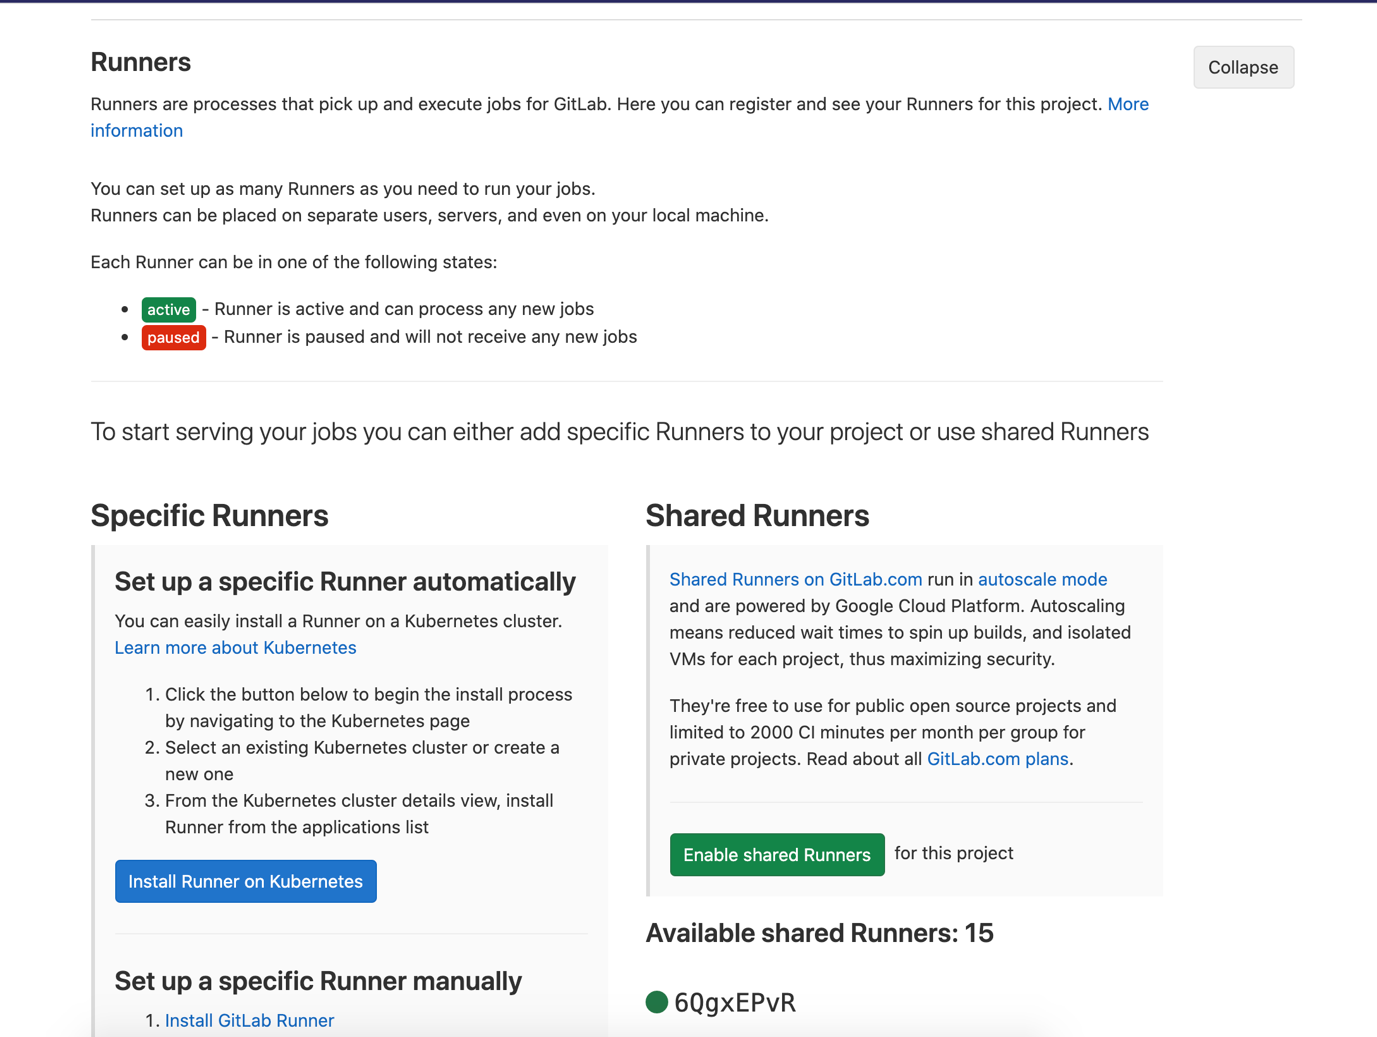 Runners
Collapse
Runners are processes that pick up and execute jobs for GitLab. Here you can register and see your Runners for this project. More
information
You can set up as many Runners as you need to run your jobs.
Runners can be placed on separate users, servers, and even on your local machine.
Each Runner can be in one of the following states:
active - Runner is active and can process any new jobs
paused - Runner is paused and will not receive any new jobs
To start serving your jobs you can either add specific Runners to your project or use shared Runners
Specific Runners
Set up a specific Runner automatically
You can easily install a Runner on a Kubernetes cluster.
Learn more about Kubernetes
1. Click the button below to begin the install process
by navigating to the Kubernetes page
2. Select an existing Kubernetes cluster or create a
new one
3. From the Kubernetes cluster details view, install
Runner from the applications list
Install Runner on Kubernetes
Set up a specific Runner manually
1. Install GitLab Runner
Shared Runners
Shared Runners on GitLab.com run in autoscale mode
and are powered by Google Cloud Platform. Autoscaling
means reduced wait times to spin up builds, and isolated
VMs for each project, thus maximizing security.
They're free to use for public open source projects and
limited to 2000 CI minutes per month per group for
private projects. Read about all GitLab.com plans.
Enable shared Runners for this project
Available shared Runners: 15
6QgxEPvR